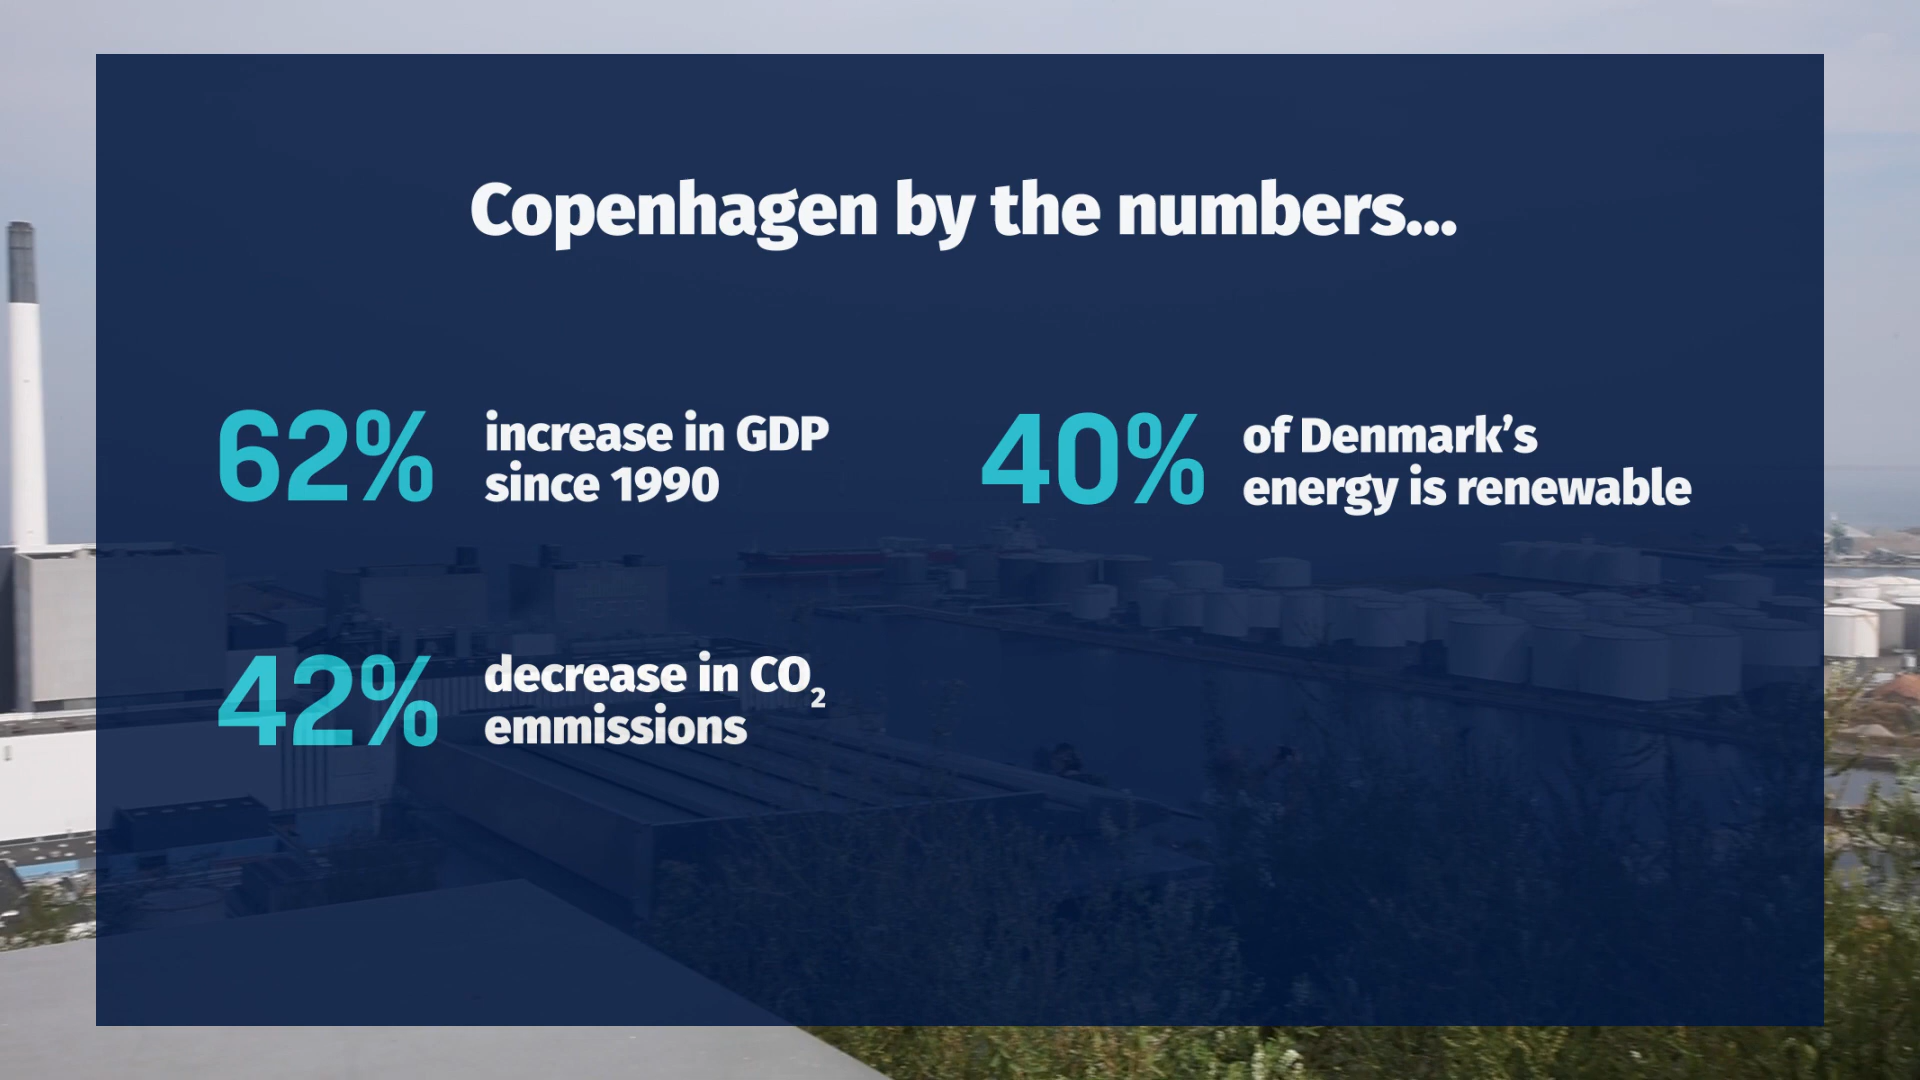 Copenhagen by the numbers...
62%
increase in GDP
since 1990
40%
of Denmark’s
energy is renewable
42%
decrease in CO₂
emmissions